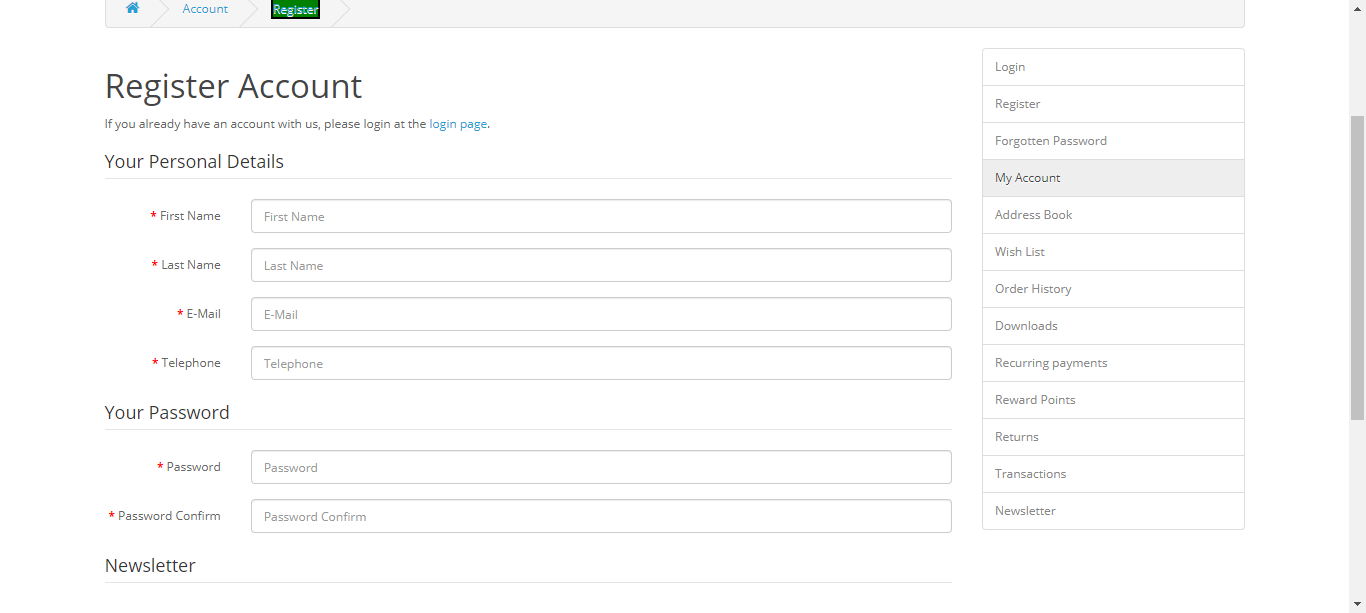 Account
Register
Register Account
If you already have an account with us, please login at the login page.
Your Personal Details
* First Name
First Name
* Last Name
Last Name
* E-Mail
E-Mail
* Telephone
Telephone
Your Password
* Password
Password
* Password Confirm
Password Confirm
Newsletter
Login
Register
Forgotten Password
My Account
Address Book
Wish List
Order History
Downloads
Recurring payments
Reward Points
Returns
Transactions
Newsletter